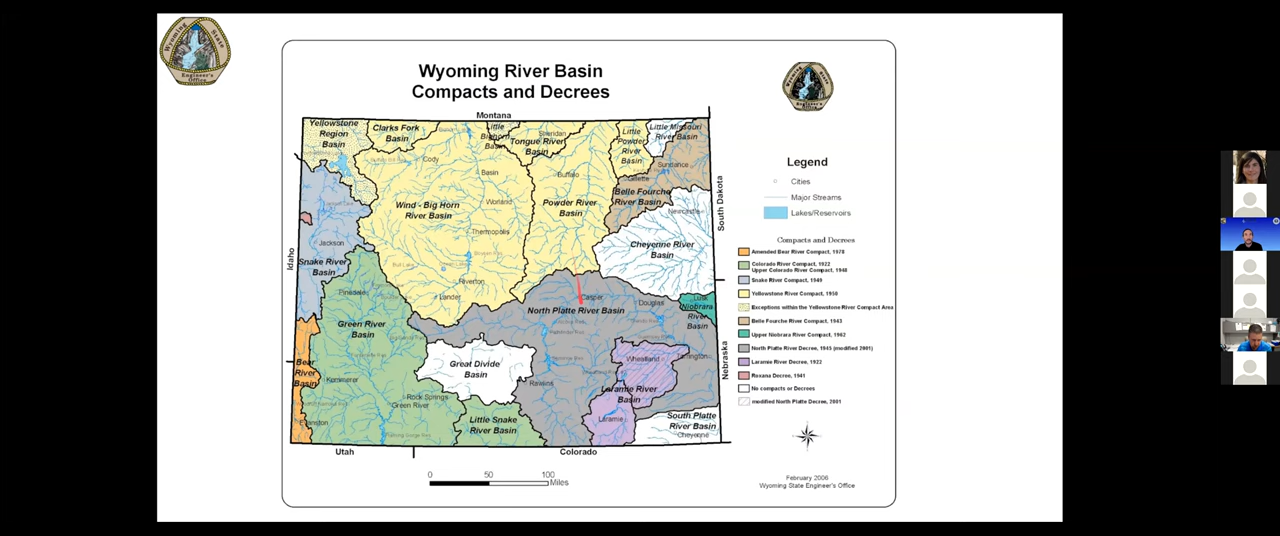 Wyoming State
Engineer's
Office
Wyoming River Basin
Compacts and Decrees
Montana
Yellowstone
Region
Basin
Clarks Fork
Basin
Little
Bighorn
Basin
Sheridan
Tongue River
Basin
Little
Powder
River
Basin
Little Missouri
River Basin
Cody
Basin
Buffalo
Gillette
Sundance
Belle Fourche
River Basin
Wind - Big Horn
River Basin
Worland
Powder River
Basin
Newcastle
Thermopolis
Cheyenne River
Basin
Jackson
Snake River
Basin
Idaho
South Dakota
Riverton
Lander
Pinedale
Casper
Douglas
Lusk
Niobrara
River
Basin
North Platte River Basin
Green River
Basin
Great Divide
Basin
Wheatland
Torrington
Nebraska
Bear
River
Basin
Kemmerer
Rawlins
Laramie River
Basin
Rock Springs
Green River
Evanston
Little Snake
River Basin
Laramie
South Platte
River Basin
Cheyenne
Utah
Colorado
0 50 100
Miles
Legend
Cities
Major Streams
Lakes/Reservoirs
Compacts and Decrees
Amended Bear River Compact, 1978
Colorado River Compact, 1922
Upper Colorado River Compact, 1948
Snake River Compact, 1949
Yellowstone River Compact, 1950
Exceptions within the Yellowstone River Compact Area
Belle Fourche River Compact, 1943
Upper Niobrara River Compact, 1962
North Platte River Decree, 1945 (modified 2001)
Laramie River Decree, 1922
Roxana Decree, 1941
No compacts or Decrees
modified North Platte Decree, 2001
February 2006
Wyoming State Engineer's Office